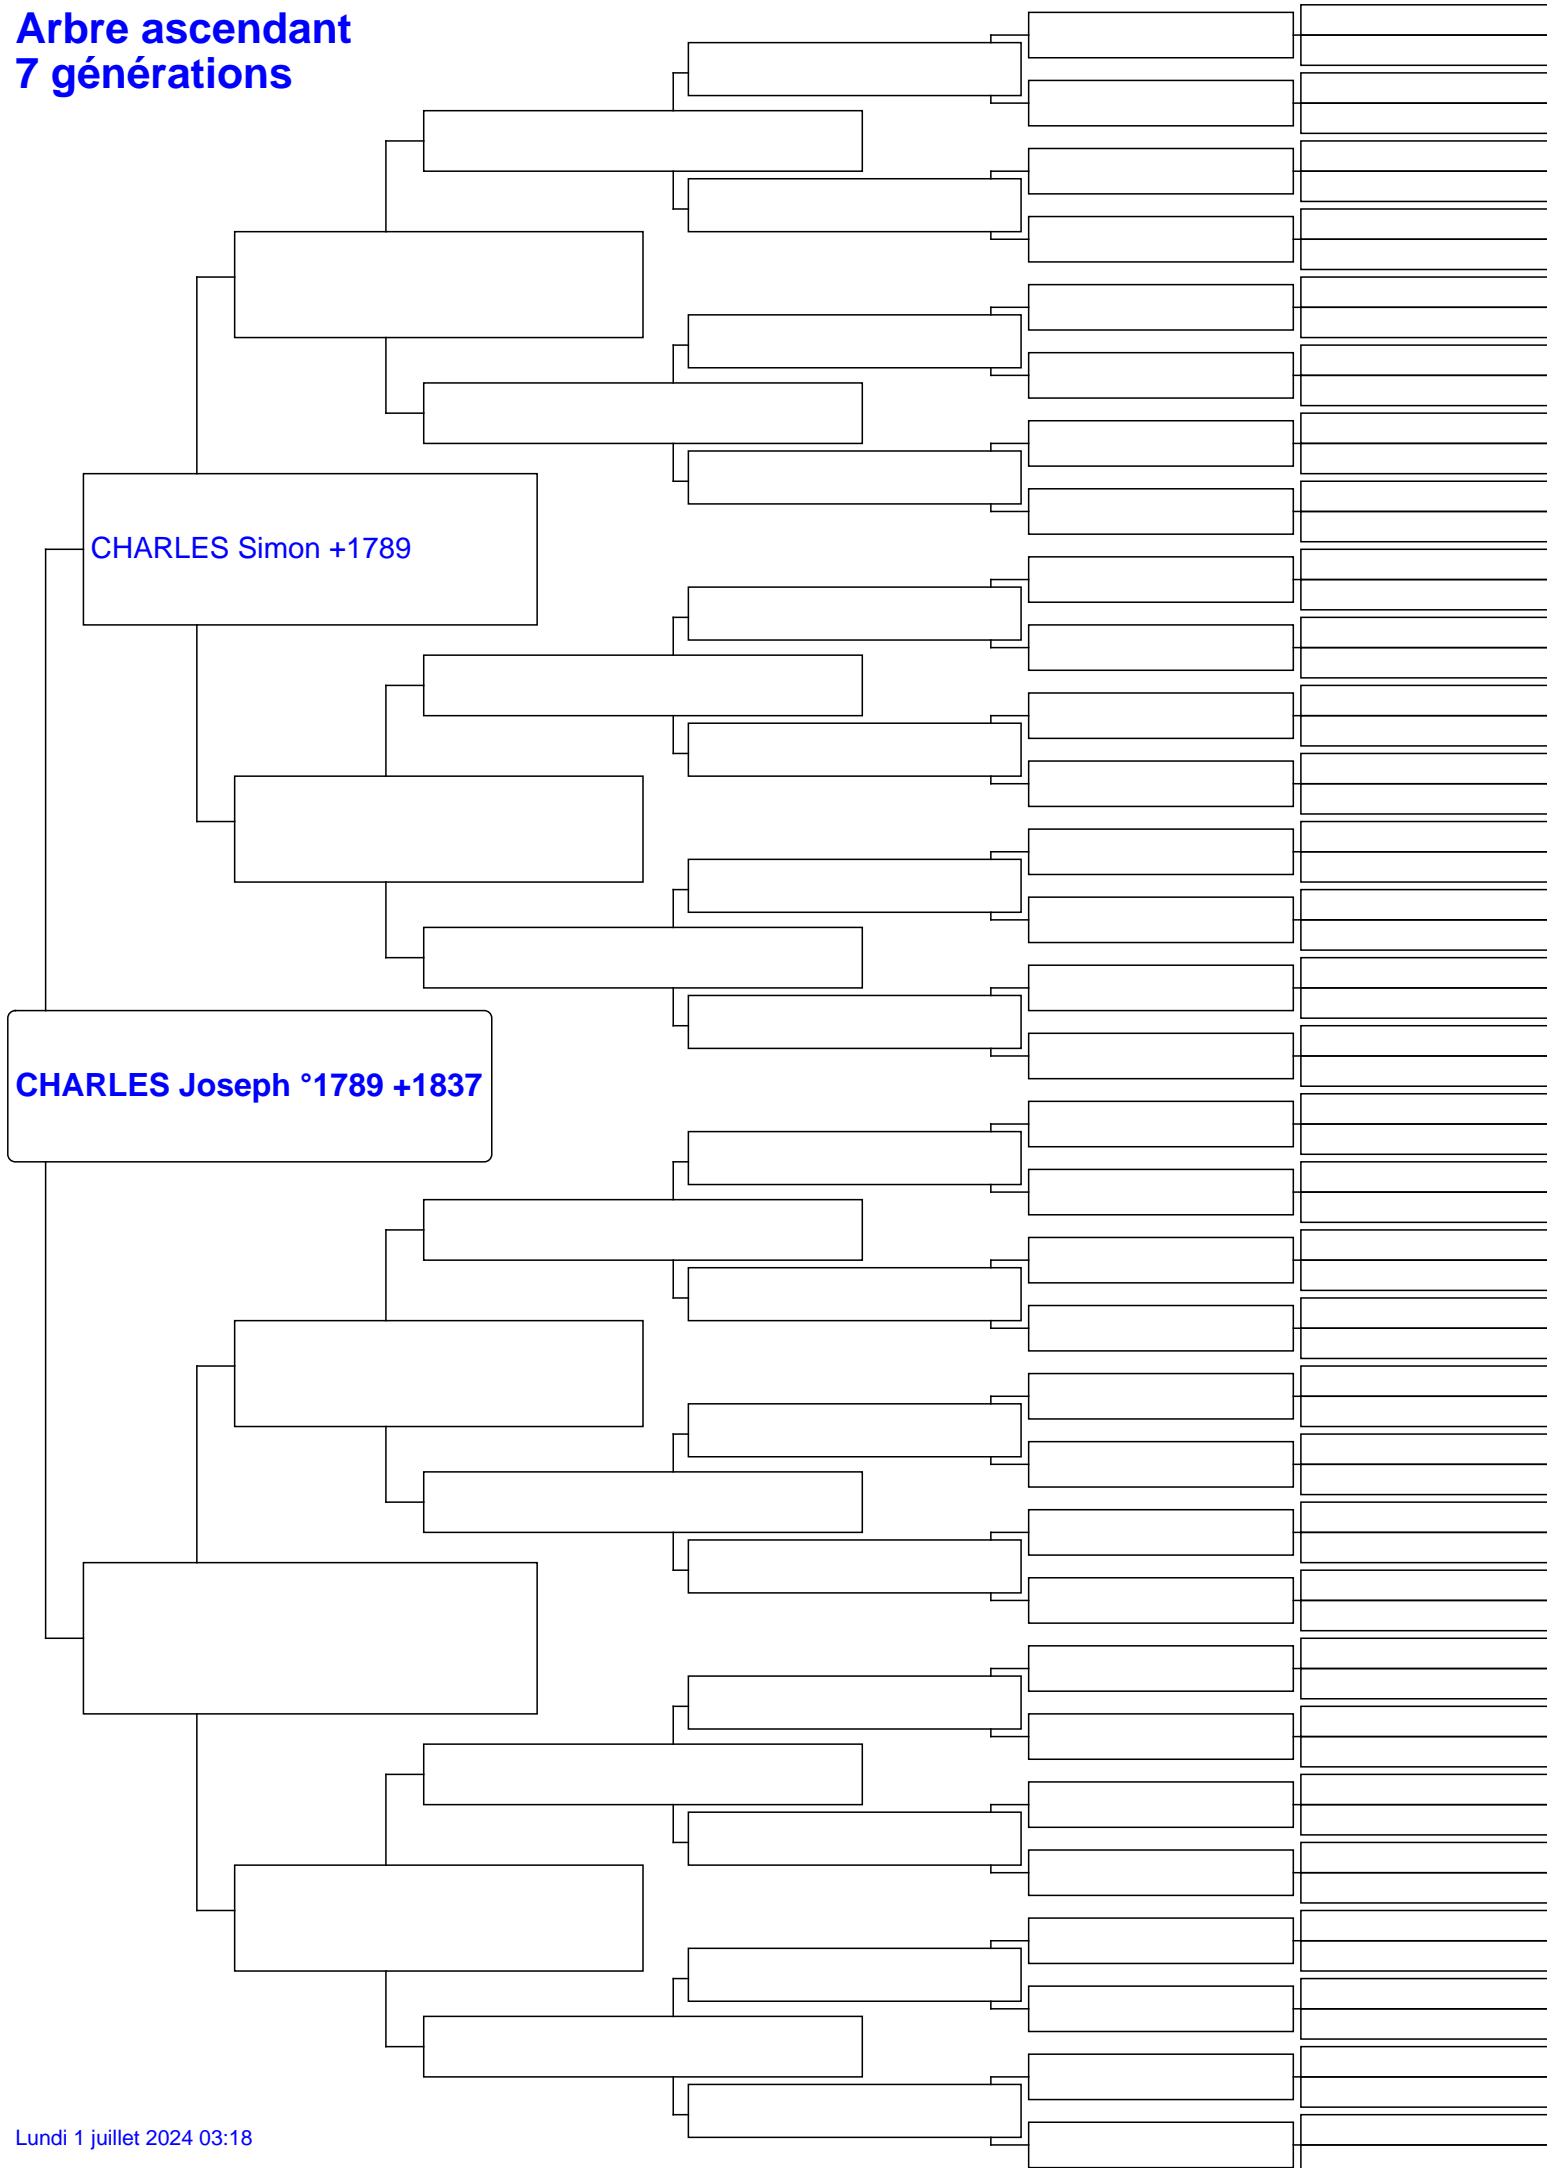 Arbre ascendant
7 générations
CHARLES Simon +1789
CHARLES Joseph °1789 +1837
Lundi 1 juillet 2024 03:18